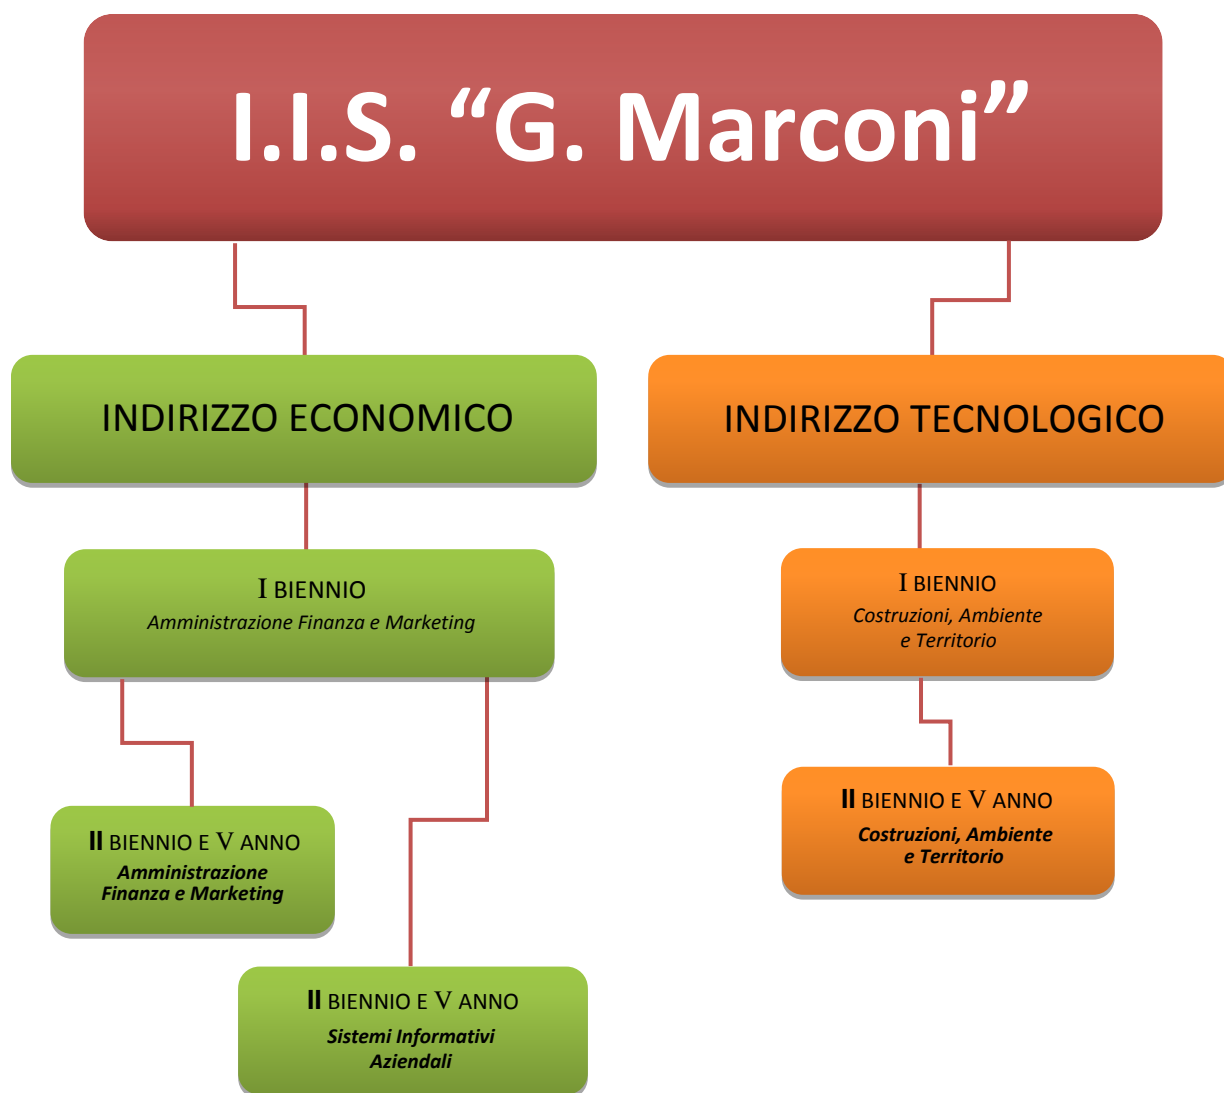 I.I.S. “G. Marconi”
INDIRIZZO ECONOMICO
INDIRIZZO TECNOLOGICO
I BIENNIO
Amministrazione Finanza e Marketing
I BIENNIO
Costruzioni, Ambiente
e Territorio
II BIENNIO E V ANNO
Amministrazione
Finanza e Marketing
II BIENNIO E V ANNO
Costruzioni, Ambiente
e Territorio
II BIENNIO E V ANNO
Sistemi Informativi
Aziendali